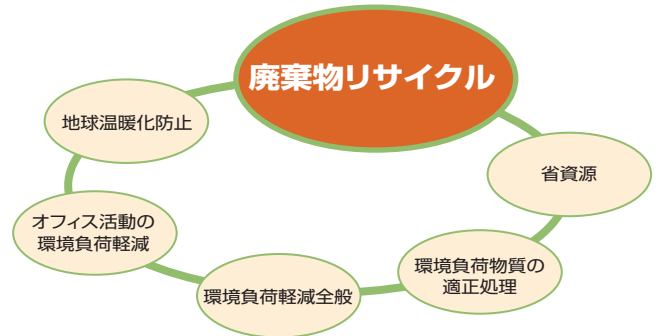 廃棄物リサイクル
地球温暖化防止
省資源
オフィス活動の
環境負荷軽減
環境負荷物質の
適正処理
環境負荷軽減全般